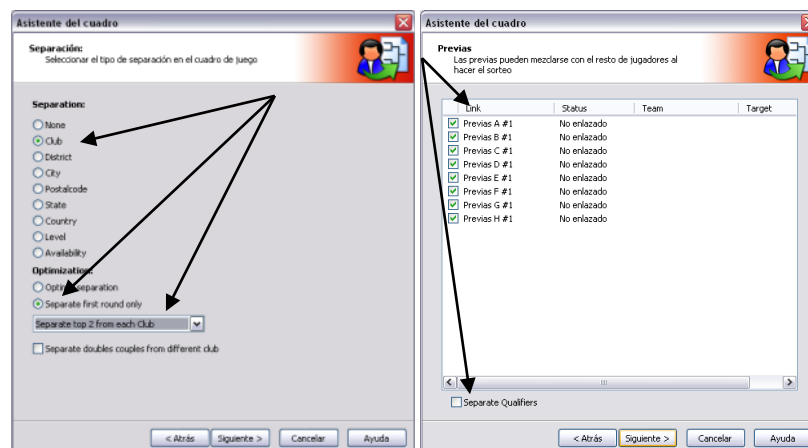 Asistente del cuadro
Separación:
Seleccionar el tipo de separación en el cuadro de juego
Separation:
None
Club
District
City
Postalcode
State
Country
Level
Availability
Optimization:
Optimal separation
Separate first round only
Separate top 2 from each Club
Separate doubles couples from different club
< Atrás Siguiente > Cancelar Ayuda
Asistente del cuadro
Previas
Las previas pueden mezclarse con el resto de jugadores al
hacer el sorteo
Link Status Team Target
Previas A #1 No enlazado
Previas B #1 No enlazado
Previas C #1 No enlazado
Previas D #1 No enlazado
Previas E #1 No enlazado
Previas F #1 No enlazado
Previas G #1 No enlazado
Previas H #1 No enlazado
Separate Qualifiers
< Atrás Siguiente > Cancelar Ayuda